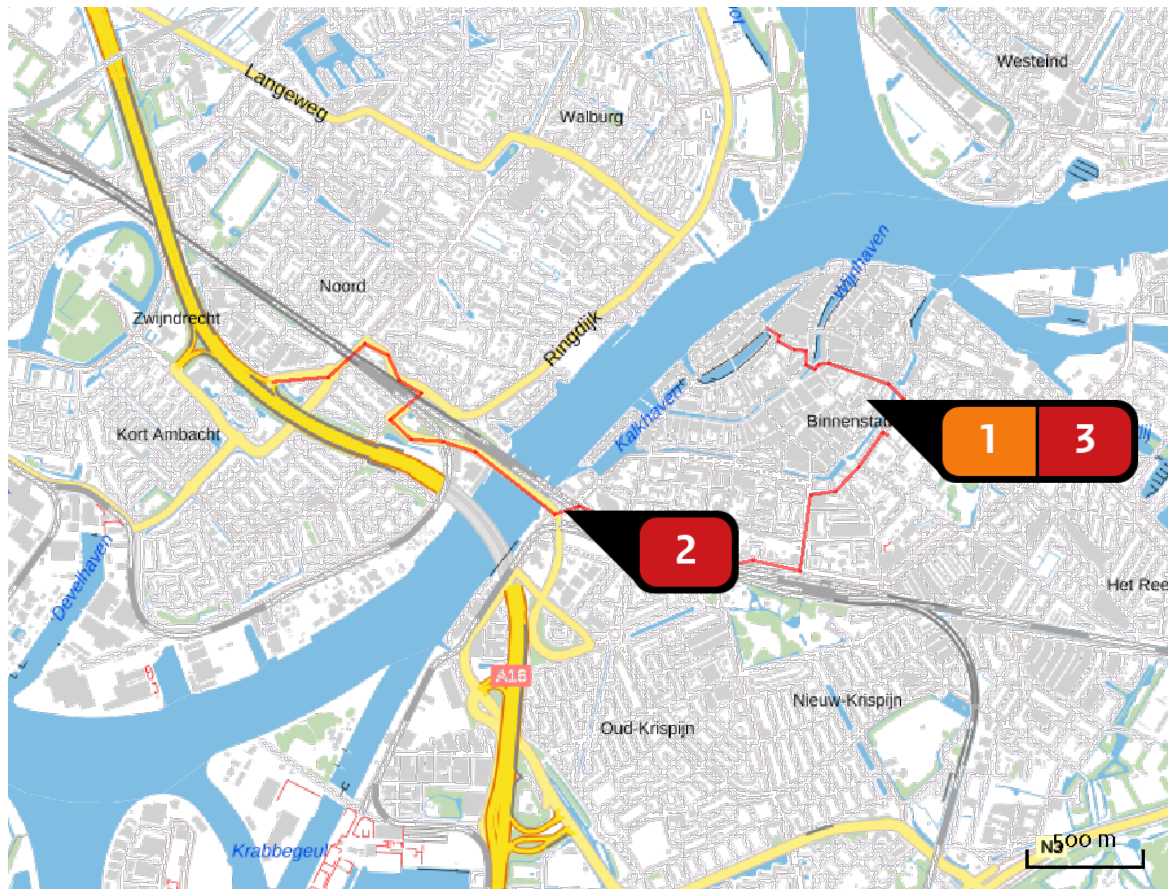 Westeind
Langeweg
Walburg
Wijnhaven
Noord
Zwijndrecht
Ringdijk
Kalkhaven
Binnenstad
1 3
Kort Ambacht
2
Develhaven
Het Ree
A16
Nieuw-Krispijn
Oud-Krispijn
Krabbegeul
N3
500 m